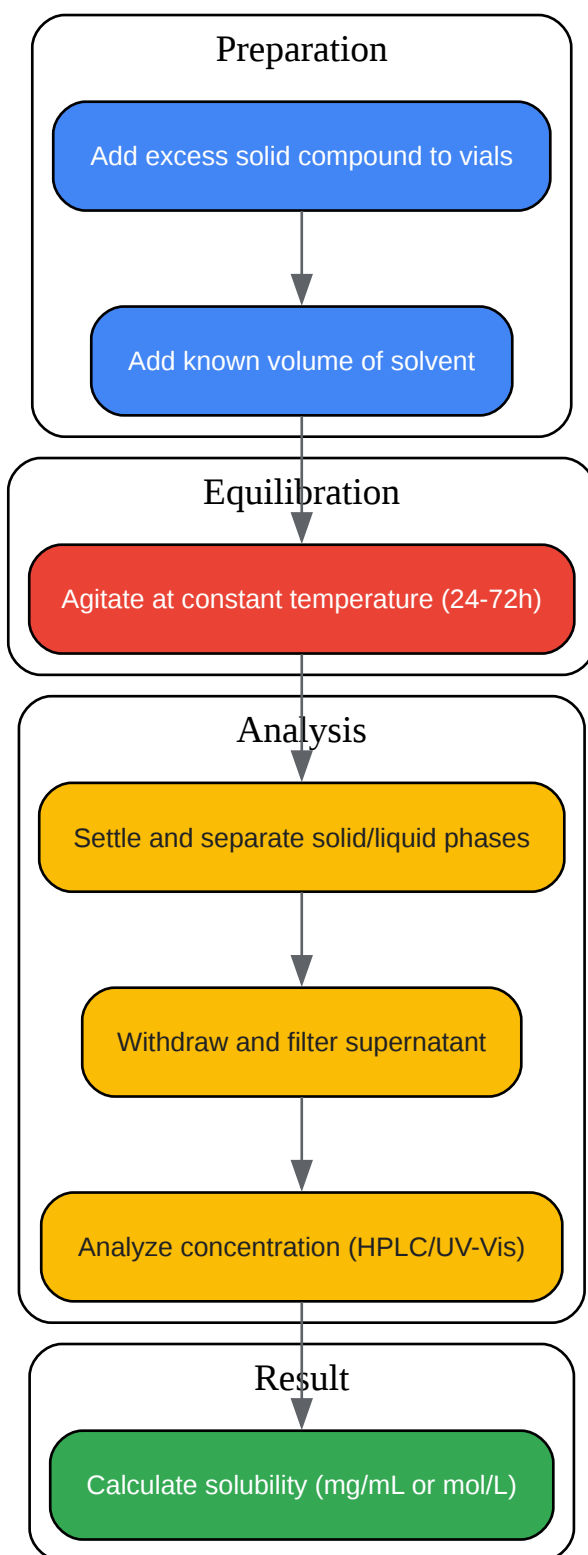 Preparation
Add excess solid compound to vials
Add known volume of solvent
Equilibration
Agitate at constant temperature (24-72h)
Analysis
Settle and separate solid/liquid phases
Withdraw and filter supernatant
Analyze concentration (HPLC/UV-Vis)
Result
Calculate solubility (mg/mL or mol/L)